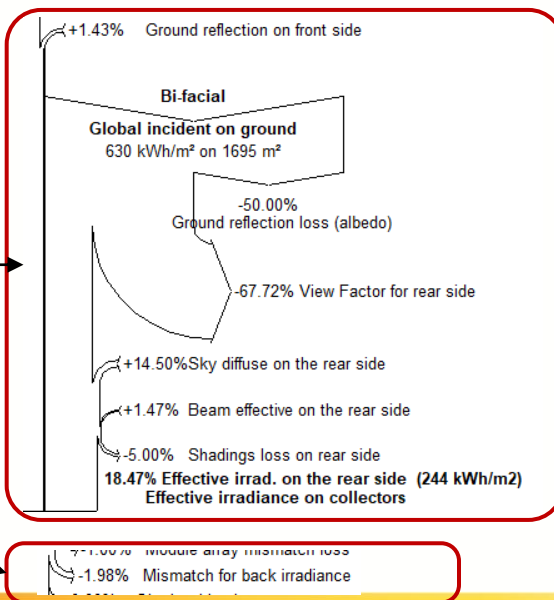 +1.43% Ground reflection on front side
Bi-facial
Global incident on ground
630 kWh/m² on 1695 m²
-50.00%
Ground reflection loss (albedo)
-67.72% View Factor for rear side
+14.50%Sky diffuse on the rear side
+1.47% Beam effective on the rear side
-5.00% Shadings loss on rear side
18.47% Effective irrad. on the rear side (244 kWh/m2)
Effective irradiance on collectors
Module array mismatch loss
-1.98% Mismatch for back irradiance